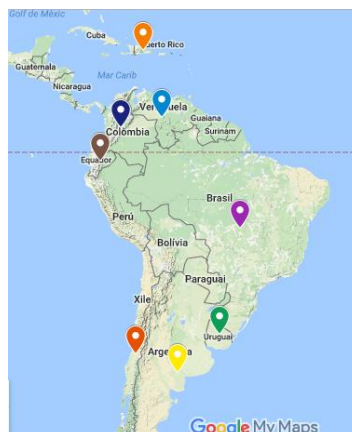 Golf de Mèxic
Cuba
Puerto Rico
Guatemala
Nicaragua
Mar Carib
Veneçuela
Colòmbia
Guaiana
Surinam
Equador
Brasil
Perú
Bolívia
Paraguai
Xile
Uruguai
Argentina
Google My Maps